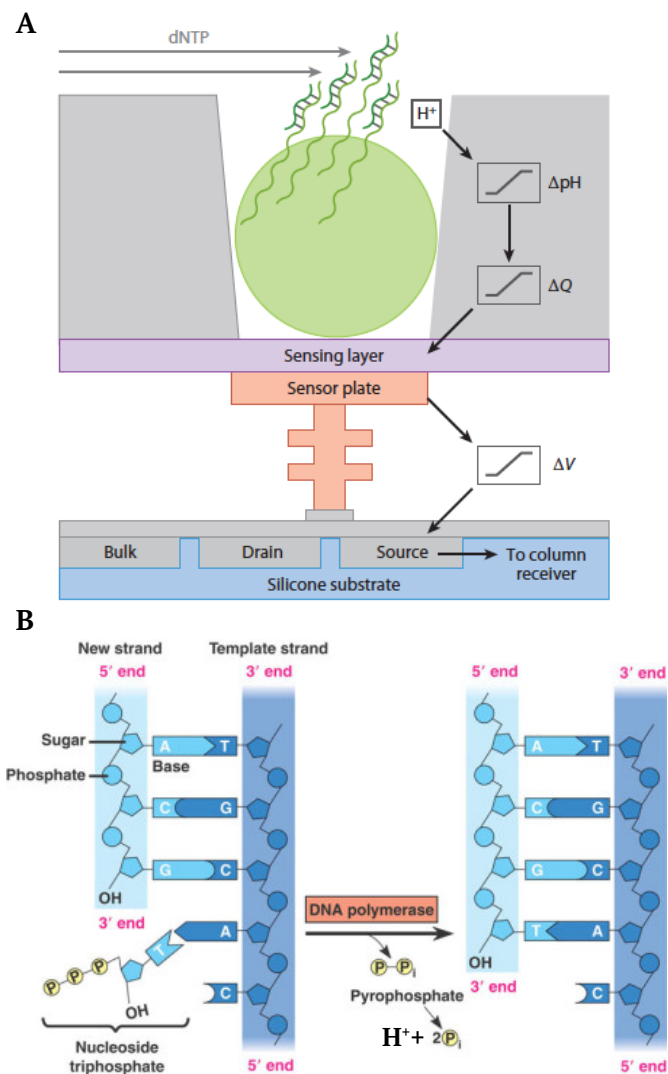 A
dNTP
H⁺
ΔpH
ΔQ
Sensing layer
Sensor plate
ΔV
Bulk
Drain
Source
To column
receiver
Silicone substrate
B
New strand
Template strand
5′ end
3′ end
5′ end
3′ end
Sugar
A
T
A
T
Phosphate
Base
C
G
C
G
G
C
G
C
OH
3′ end
DNA polymerase
T
A
T
A
P P P
P-Pᵢ
OH
3′ end
OH
C
Pyrophosphate
C
H⁺+ 2Pᵢ
Nucleoside
triphosphate
5′ end
5′ end